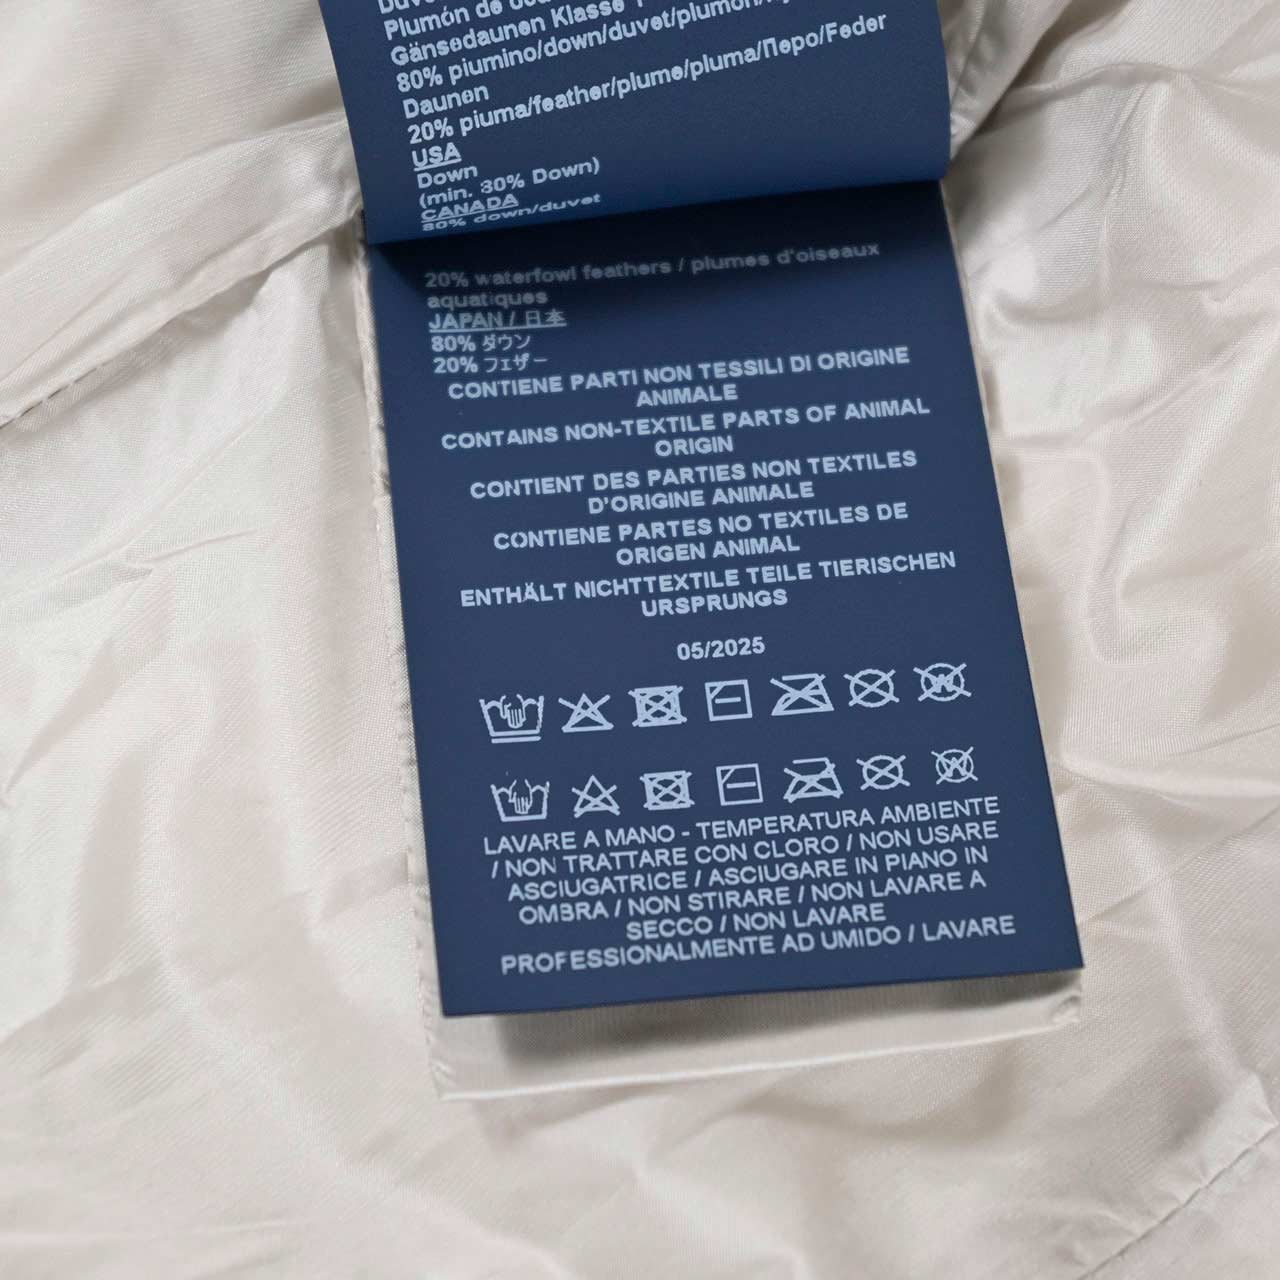 Plumón de
Gänsedaunen Klasse
80% piumino/down/duvet/plumón/
Daunen
20% piuma/feather/plume/pluma/Перо/Feder
USA
Down
(min. 80% Down)
CANADA
80% down/duvet
20% waterfowl feathers / plumes d'oiseaux
aquatiques
JAPAN / 日本
80% ダウン
20% フェザー
CONTIENE PARTI NON TESSILI DI ORIGINE
ANIMALE
CONTAINS NON-TEXTILE PARTS OF ANIMAL
ORIGIN
CONTIENT DES PARTIES NON TEXTILES
D'ORIGINE ANIMALE
CONTIENE PARTES NO TEXTILES DE
ORIGEN ANIMAL
ENTHÄLT NICHTTEXTILE TEILE TIERISCHEN
URSPRUNGS
05/2025
W
W
LAVARE A MANO - TEMPERATURA AMBIENTE
/ NON TRATTARE CON CLORO / NON USARE
ASCIUGATRICE / ASCIUGARE IN PIANO IN
OMBRA / NON STIRARE / NON LAVARE A
SECCO / NON LAVARE
PROFESSIONALMENTE AD UMIDO / LAVARE